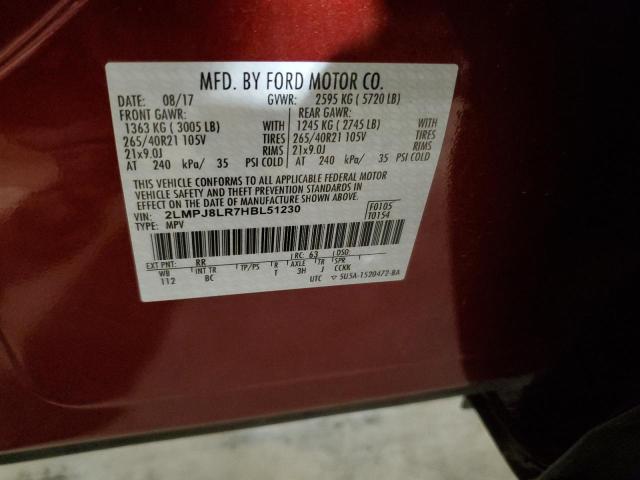 MFD. BY FORD MOTOR CO.
DATE: 08/17 GVWR: 2595 KG ( 5720 LB)
FRONT GAWR: REAR GAWR:
1363 KG ( 3005 LB) WITH 1245 KG ( 2745 LB) WITH
265/40R21 105V TIRES 265/40R21 105V TIRES
21x9.0J RIMS 21x9.0J RIMS
AT 240 kPa/ 35 PSI COLD AT 240 kPa/ 35 PSI COLD
THIS VEHICLE CONFORMS TO ALL APPLICABLE FEDERAL MOTOR
VEHICLE SAFETY AND THEFT PREVENTION STANDARDS IN
EFFECT ON THE DATE OF MANUFACTURE SHOWN ABOVE.
VIN: 2LMPJ8LR7HBL51230 F0105
TYPE: MPV T0154
EXT PNT: RR RC: 63 DSO:
WB INT TR TP/PS R AXLE TR SPR
112 BC 1 3H J CCKK
UTC ▽ 5U5A-1520472-BA